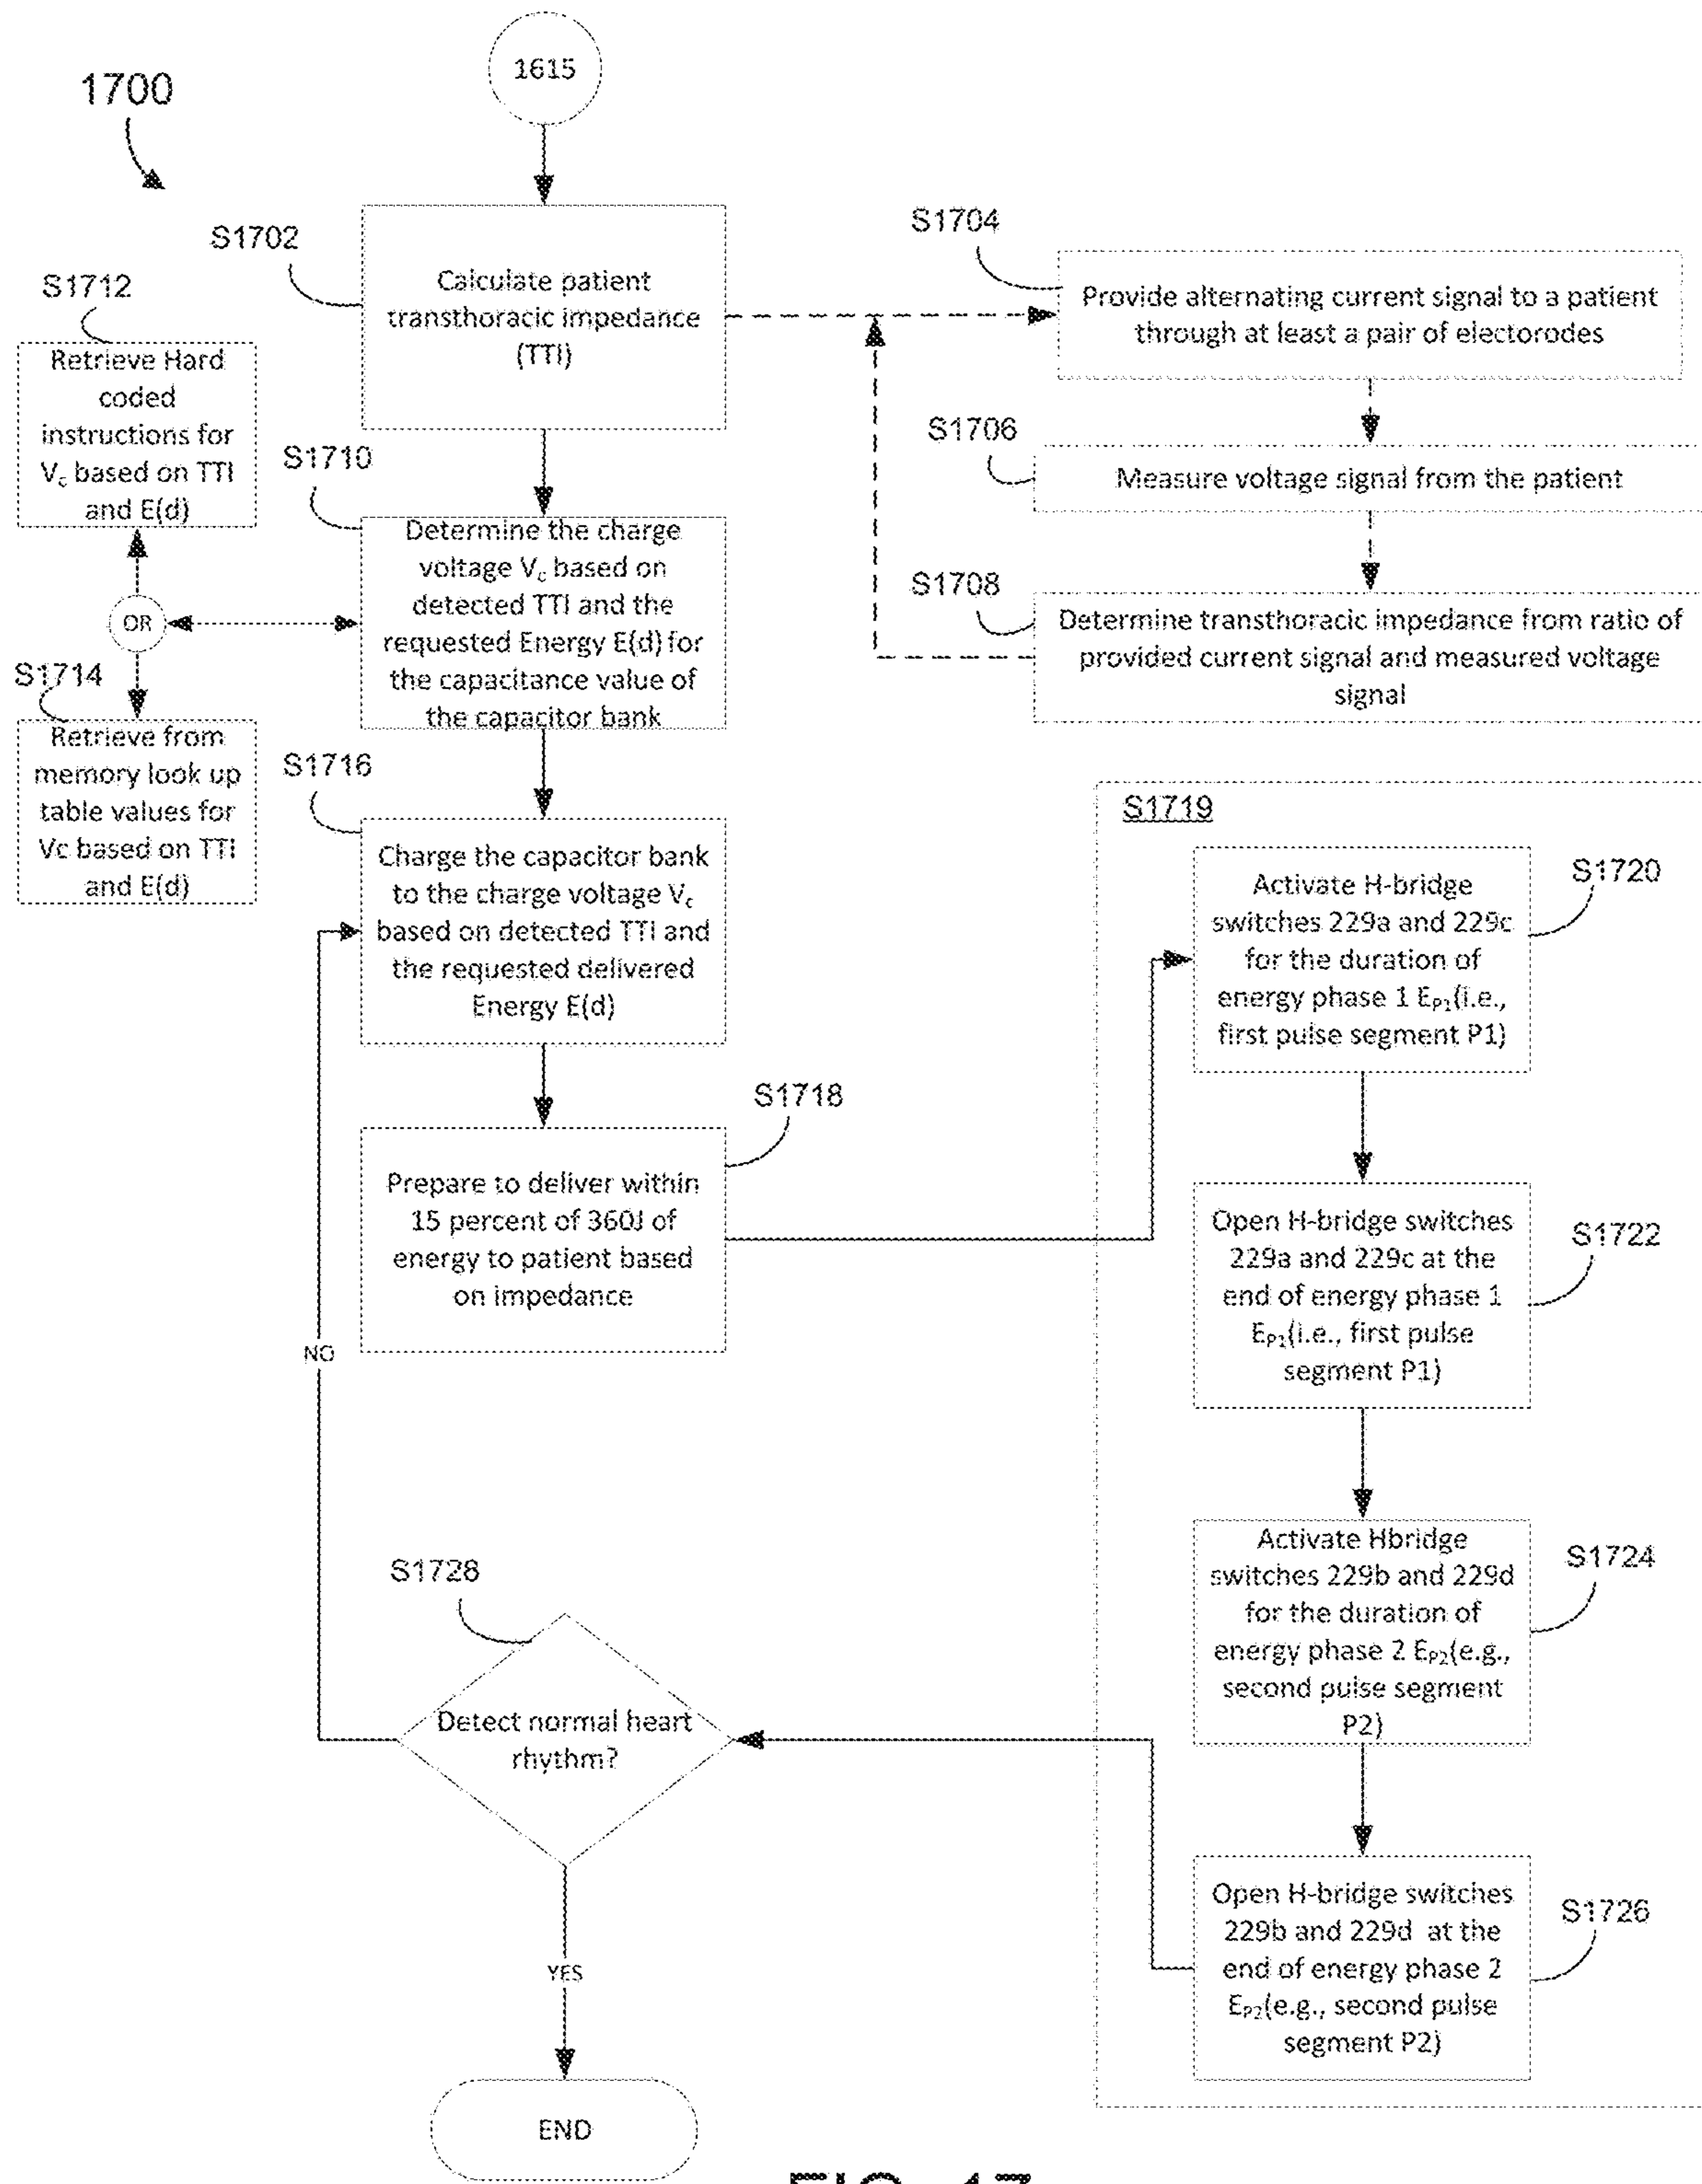 1615
1700
S1702
Calculate patient
transthoracic impedance
(TTI)
S1704
Provide alternating current signal to a patient
through at least a pair of electorodes
S1706
Measure voltage signal from the patient
S1708
Determine transthoracic impedance from ratio of
provided current signal and measured voltage
signal
S1712
Retrieve Hard
coded
instructions for
Vc based on TTI
and E(d)
OR
S1714
Retrieve from
memory look up
table values for
Vc based on TTI
and E(d)
S1710
Determine the charge
voltage Vc based on
detected TTI and the
requested Energy E(d) for
the capacitance value of
the capacitor bank
S1716
Charge the capacitor bank
to the charge voltage Vc
based on detected TTI and
the requested delivered
Energy E(d)
S1718
Prepare to deliver within
15 percent of 360J of
energy to patient based
on impedance
S1719
S1720
Activate H-bridge
switches 229a and 229c
for the duration of
energy phase 1 EP1(i.e.,
first pulse segment P1)
S1722
Open H-bridge switches
229a and 229c at the
end of energy phase 1
EP1(i.e., first pulse
segment P1)
S1724
Activate Hbridge
switches 229b and 229d
for the duration of
energy phase 2 EP2(e.g.,
second pulse segment
P2)
S1726
Open H-bridge switches
229b and 229d at the
end of energy phase 2
EP2(e.g., second pulse
segment P2)
S1728
Detect normal heart
rhythm?
NO
YES
END
FIG. 17